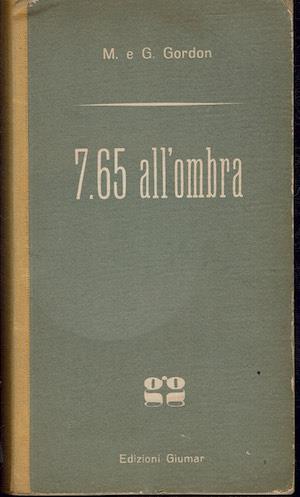 M. e G. Gordon
7.65 all'ombra
Edizioni Giumar